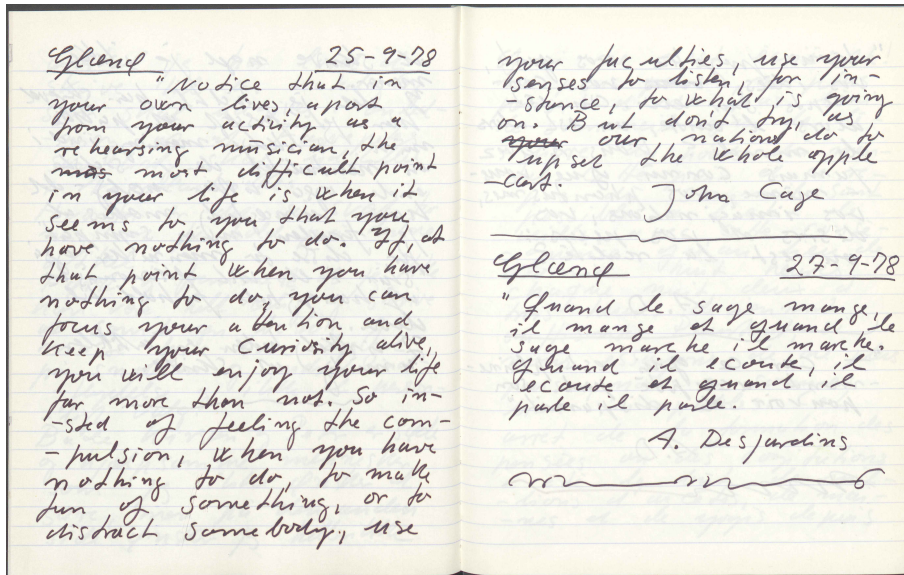 Gland 25-9-78
"Notice that in
your own lives, apart
from your activity as a
rehearsing musician, the
most difficult point
in your life is when it
seems to you that you
have nothing to do. If, at
that point when you have
nothing to do, you can
focus your attention, and
keep your curiosity alive,
you will enjoy your life
far more than not. So in-
-sted of feeling the com-
-pulsion, when you have
nothing to do, to make
fun of something, or to
distract somebody, use
your faculties, use your
senses to listen, for in-
-stance, to what is going
on. But don't try, as
our nations do to
upset the whole apple
-cart.
John Cage
Gland 27-9-78
"Quand le sage mange,
il mange et quand le
sage marche il marche.
Quand il ecoute, il
ecoute et quand il
parle il parle.
A. Desjardins